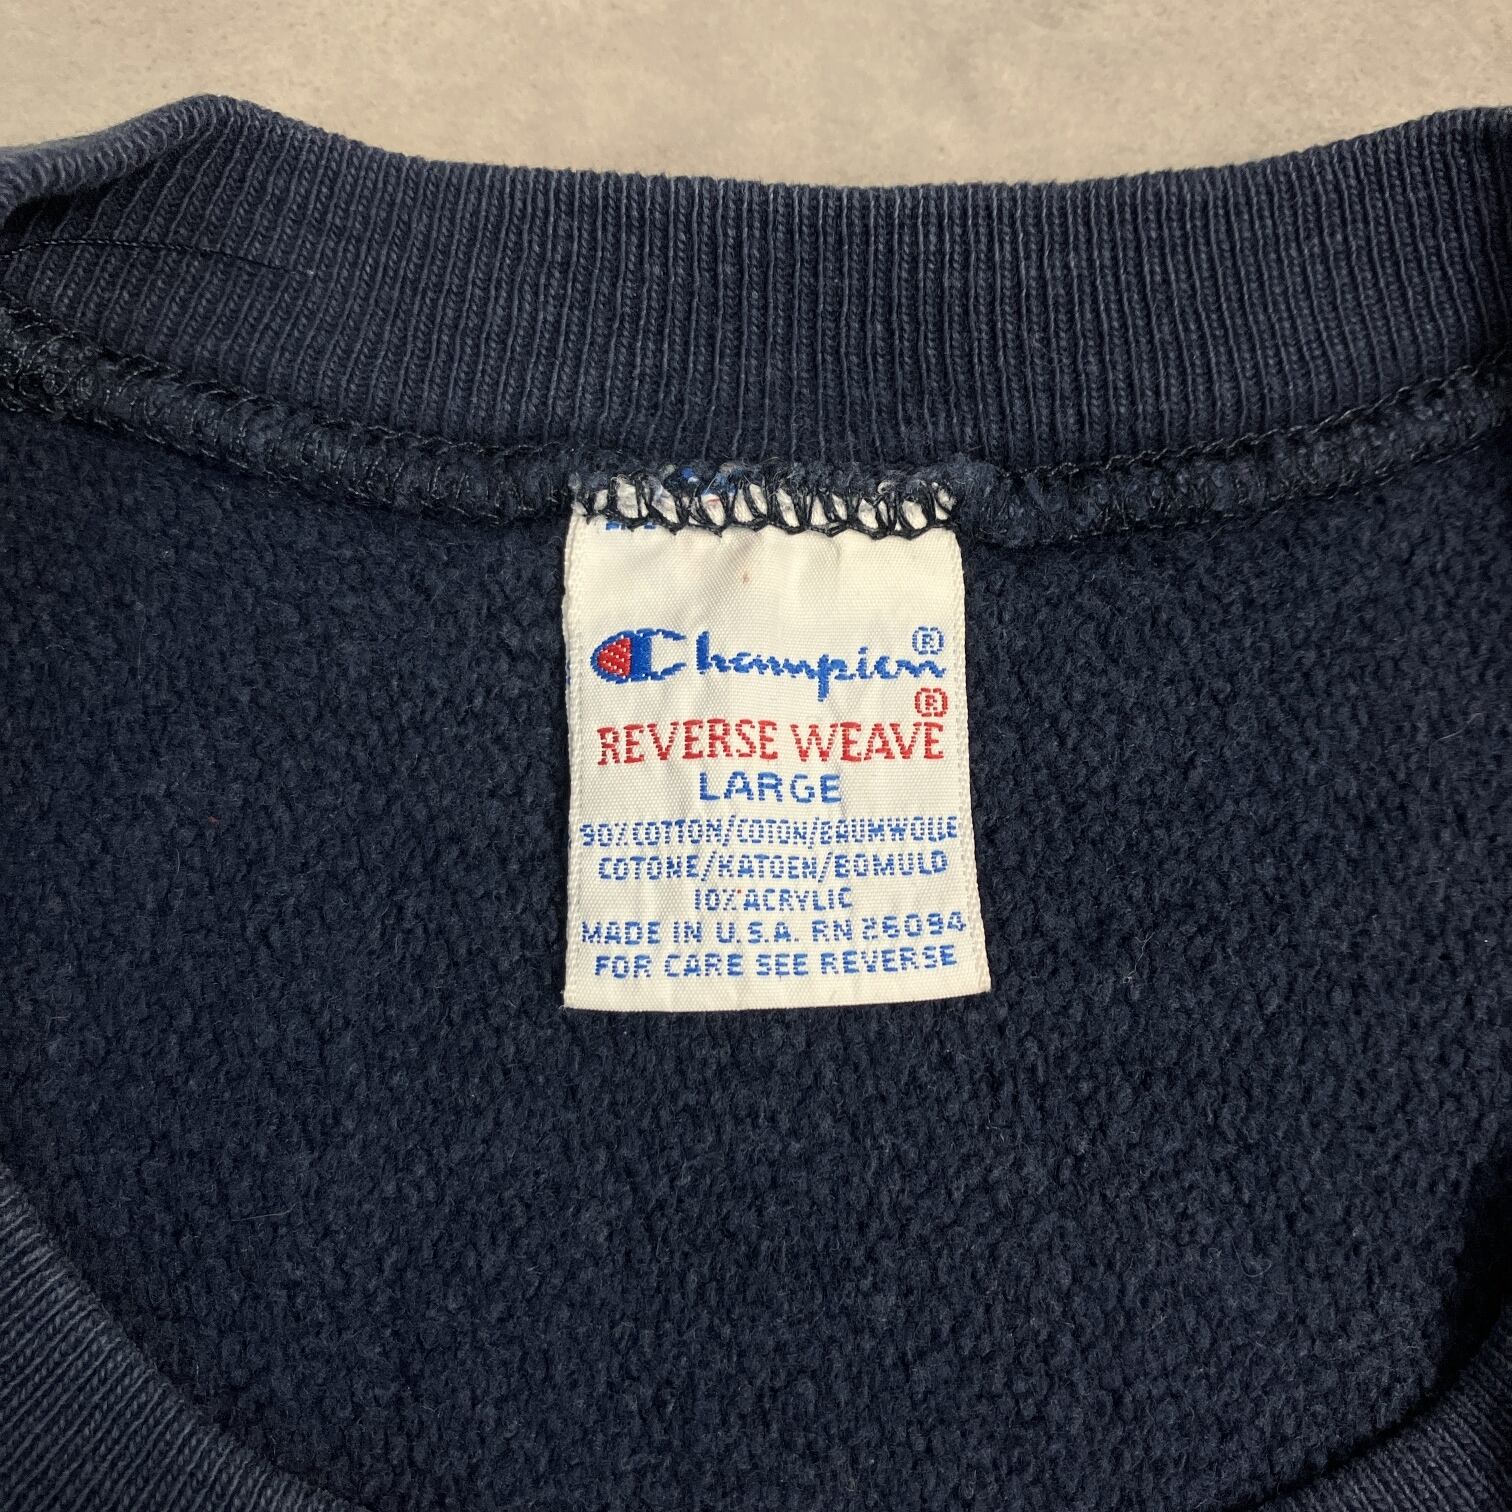 Champion®
REVERSE WEAVE®
LARGE
90% COTTON/COTON/BAUMWOLLE
COTONE/KATOEN/BOMULD
10% ACRYLIC
MADE IN U.S.A. RN 26094
FOR CARE SEE REVERSE